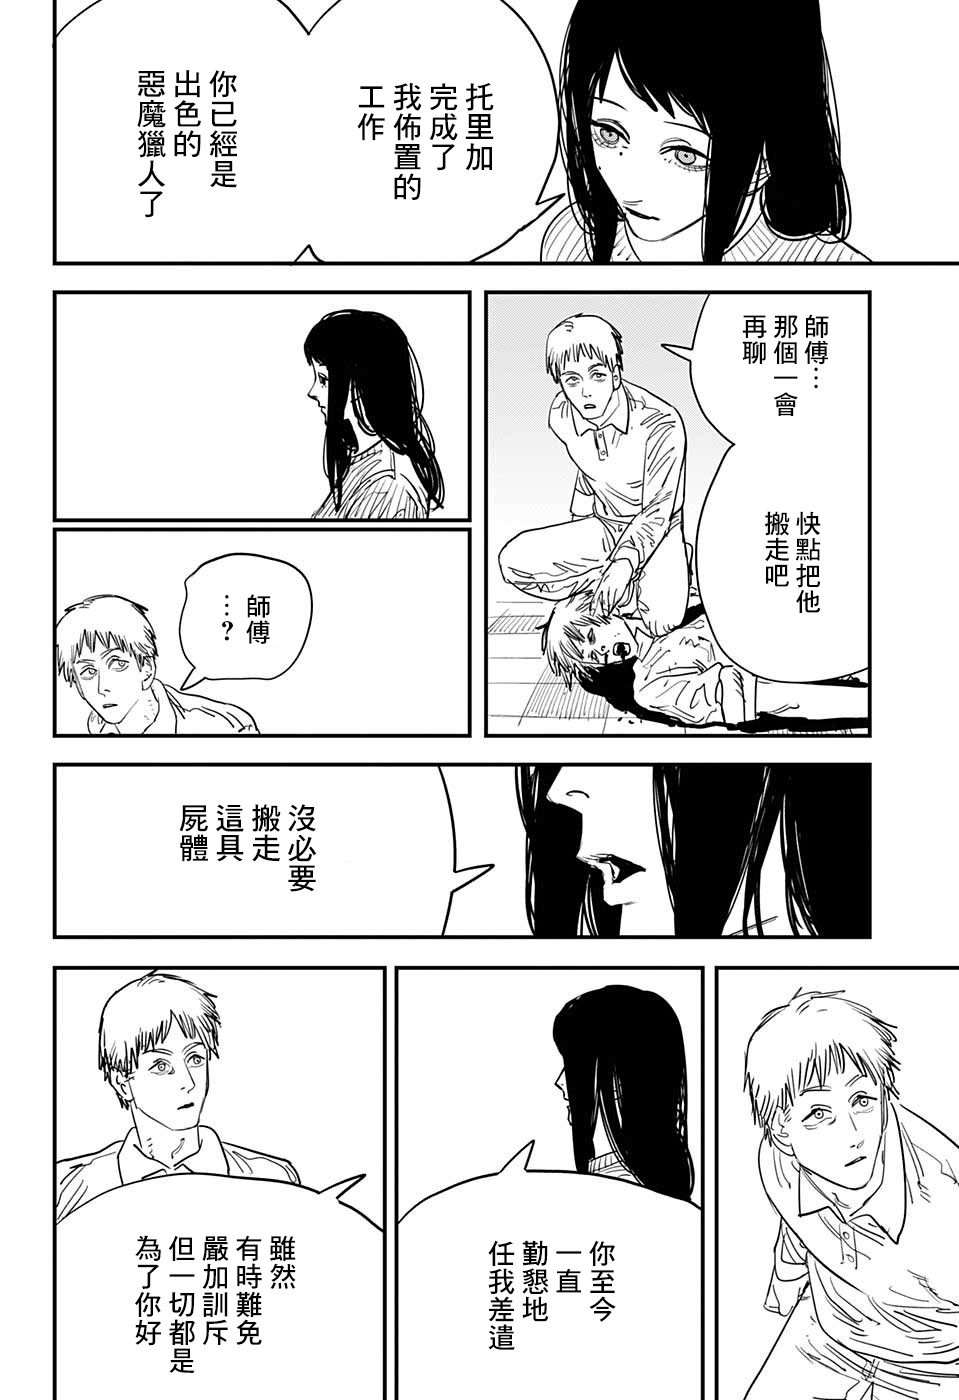 托里加
完成了
我佈置的
工作
你已經是
出色的
惡魔獵人了
師傅…
那個一會
再聊
快點把他
搬走吧
師傅
…?
沒必要
搬走
這具
屍體
你至今
一直
勤懇地
任我差遣
雖然
有時難免
嚴加訓斥
但一切都是
為了你好